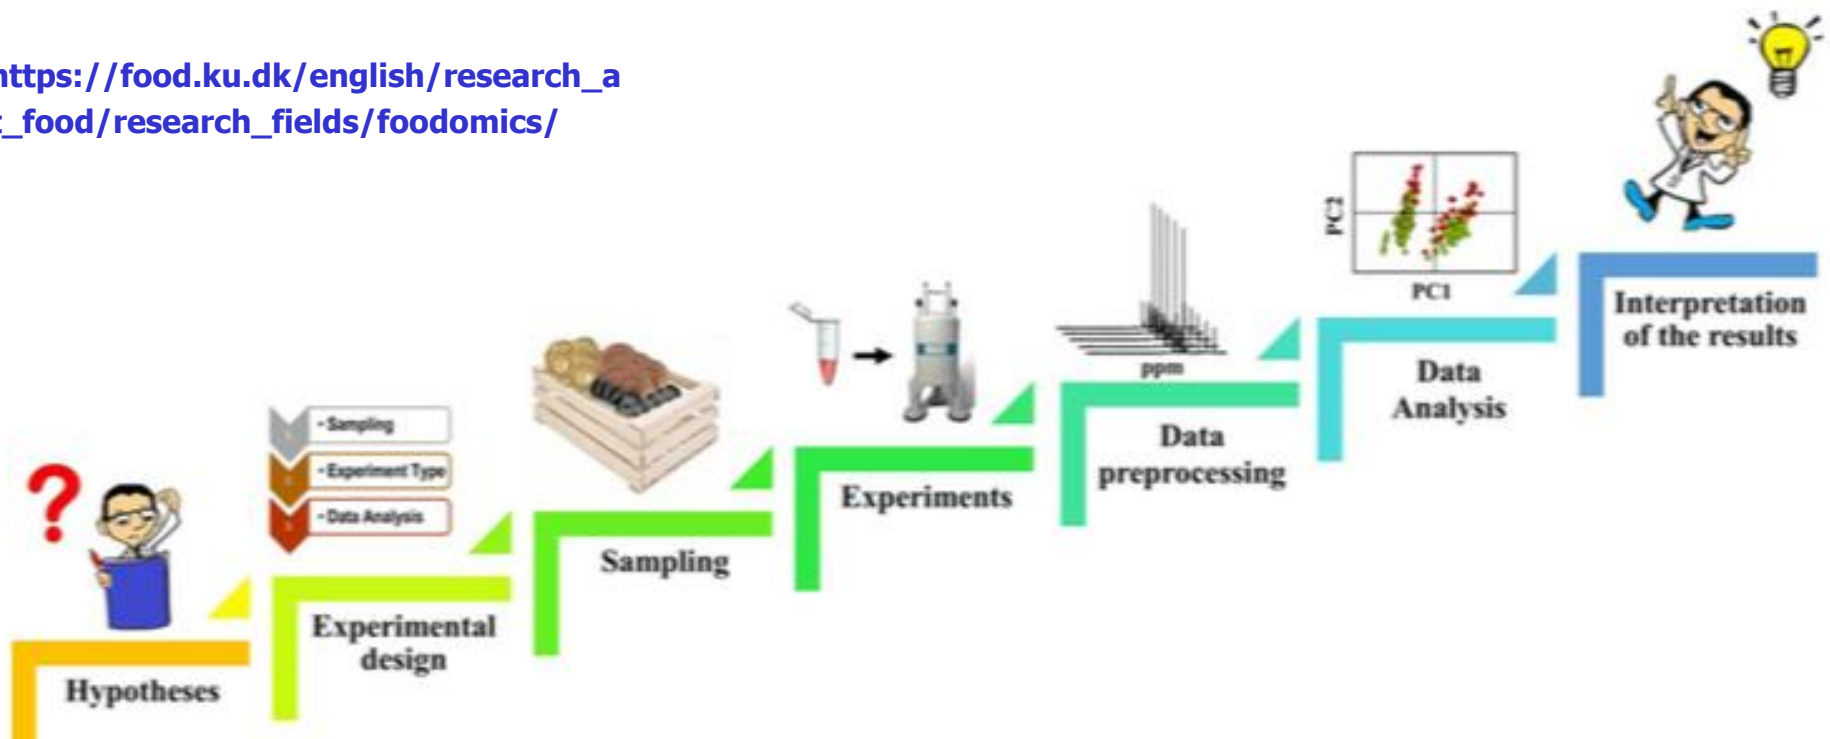 https://food.ku.dk/english/research_a
t_food/research_fields/foodomics/
Hypotheses
- Sampling
- Experiment Type
- Data Analysis
Experimental
design
Sampling
Experiments
ppm
Data
preprocessing
PC2
PC1
Data
Analysis
Interpretation
of the results